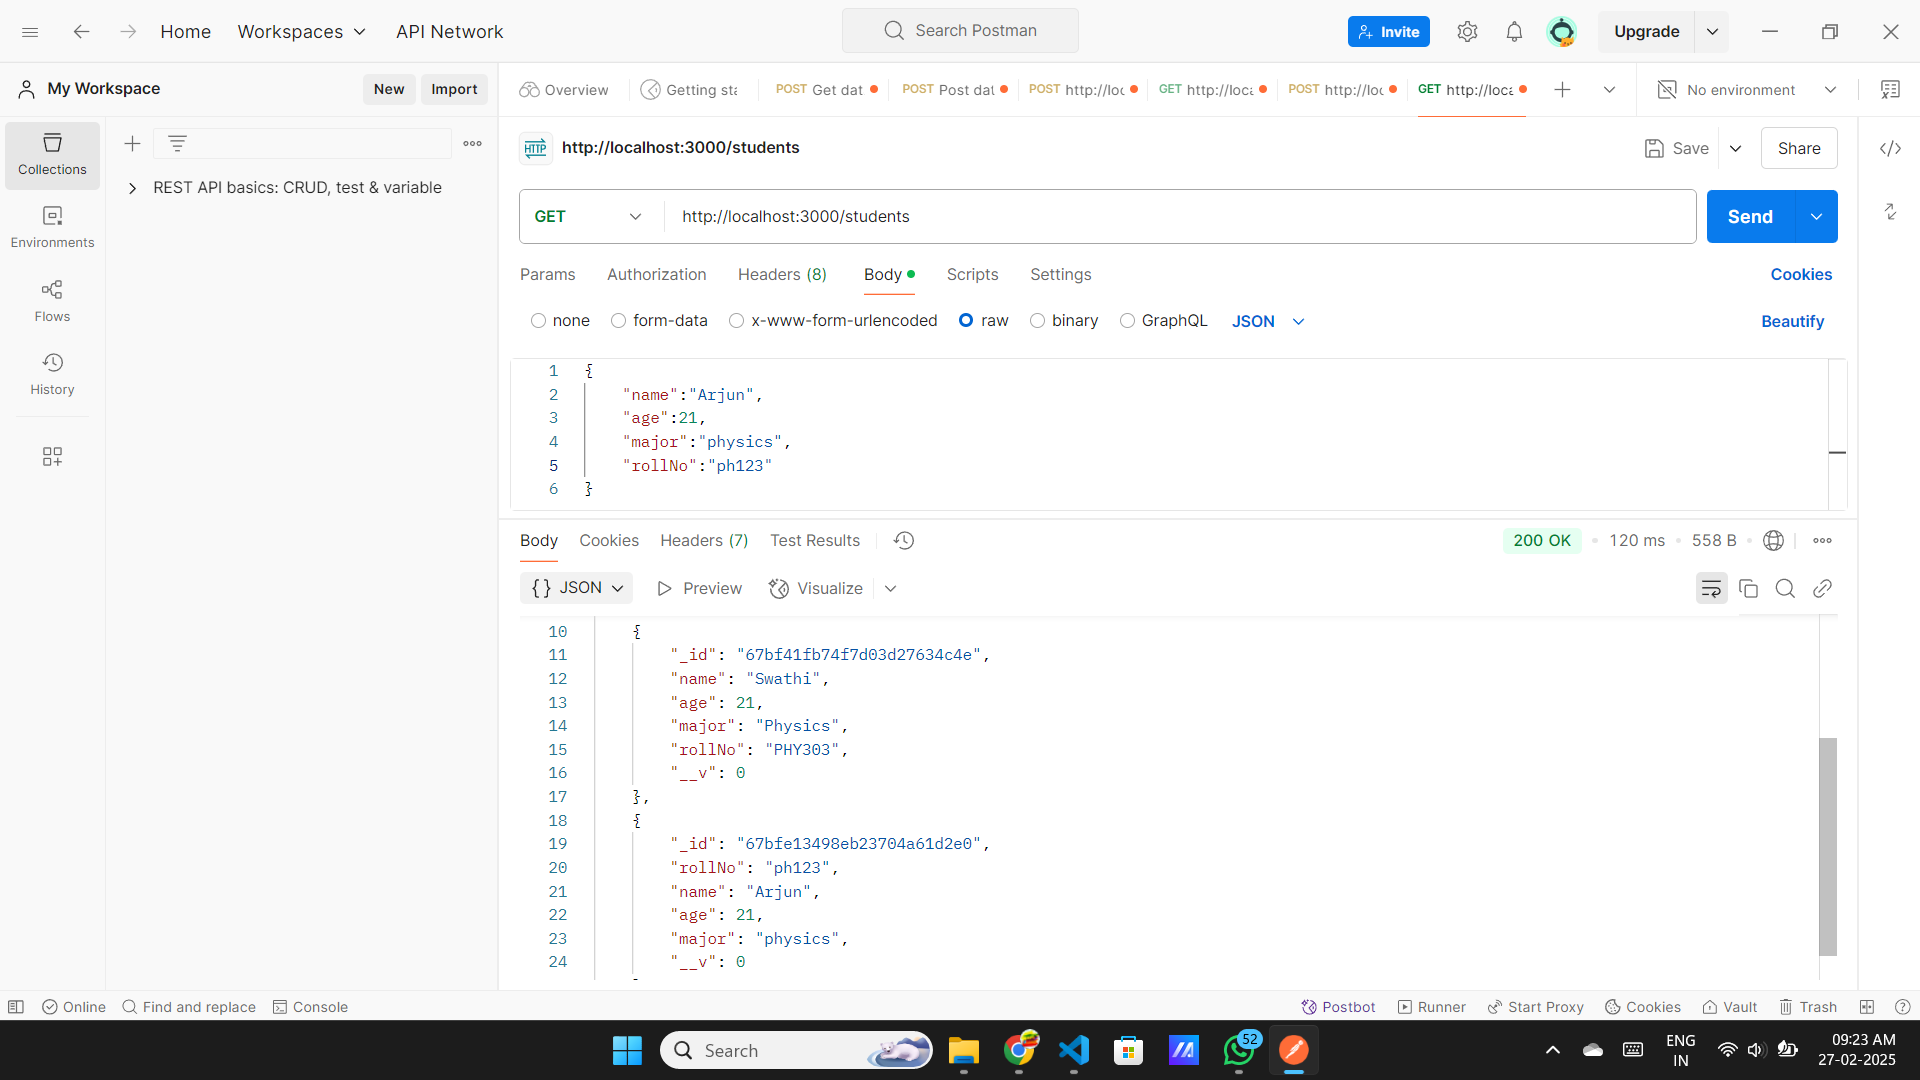 Home
Workspaces
API Network
Search Postman
Invite
Upgrade
My Workspace
New
Import
Overview
Getting sta
POST Get dat
POST Post dat
POST http://loc
GET http://loca
POST http://loc
GET http://loca
No environment
Collections
REST API basics: CRUD, test & variable
Environments
Flows
History
HTTP
http://localhost:3000/students
Save
Share
GET
http://localhost:3000/students
Send
Params
Authorization
Headers (8)
Body
Scripts
Settings
Cookies
none
form-data
x-www-form-urlencoded
raw
binary
GraphQL
JSON
Beautify
1 {
2 "name":"Arjun",
3 "age":21,
4 "major":"physics",
5 "rollNo":"ph123"
6 }
Body
Cookies
Headers (7)
Test Results
200 OK
120 ms
558 B
{} JSON
Preview
Visualize
10 {
11 "_id": "67bf41fb74f7d03d27634c4e",
12 "name": "Swathi",
13 "age": 21,
14 "major": "Physics",
15 "rollNo": "PHY303",
16 "__v": 0
17 },
18 {
19 "_id": "67bfe13498eb23704a61d2e0",
20 "rollNo": "ph123",
21 "name": "Arjun",
22 "age": 21,
23 "major": "physics",
24 "__v": 0
Online
Find and replace
Console
Postbot
Runner
Start Proxy
Cookies
Vault
Trash
Search
52
ENG
IN
09:23 AM
27-02-2025